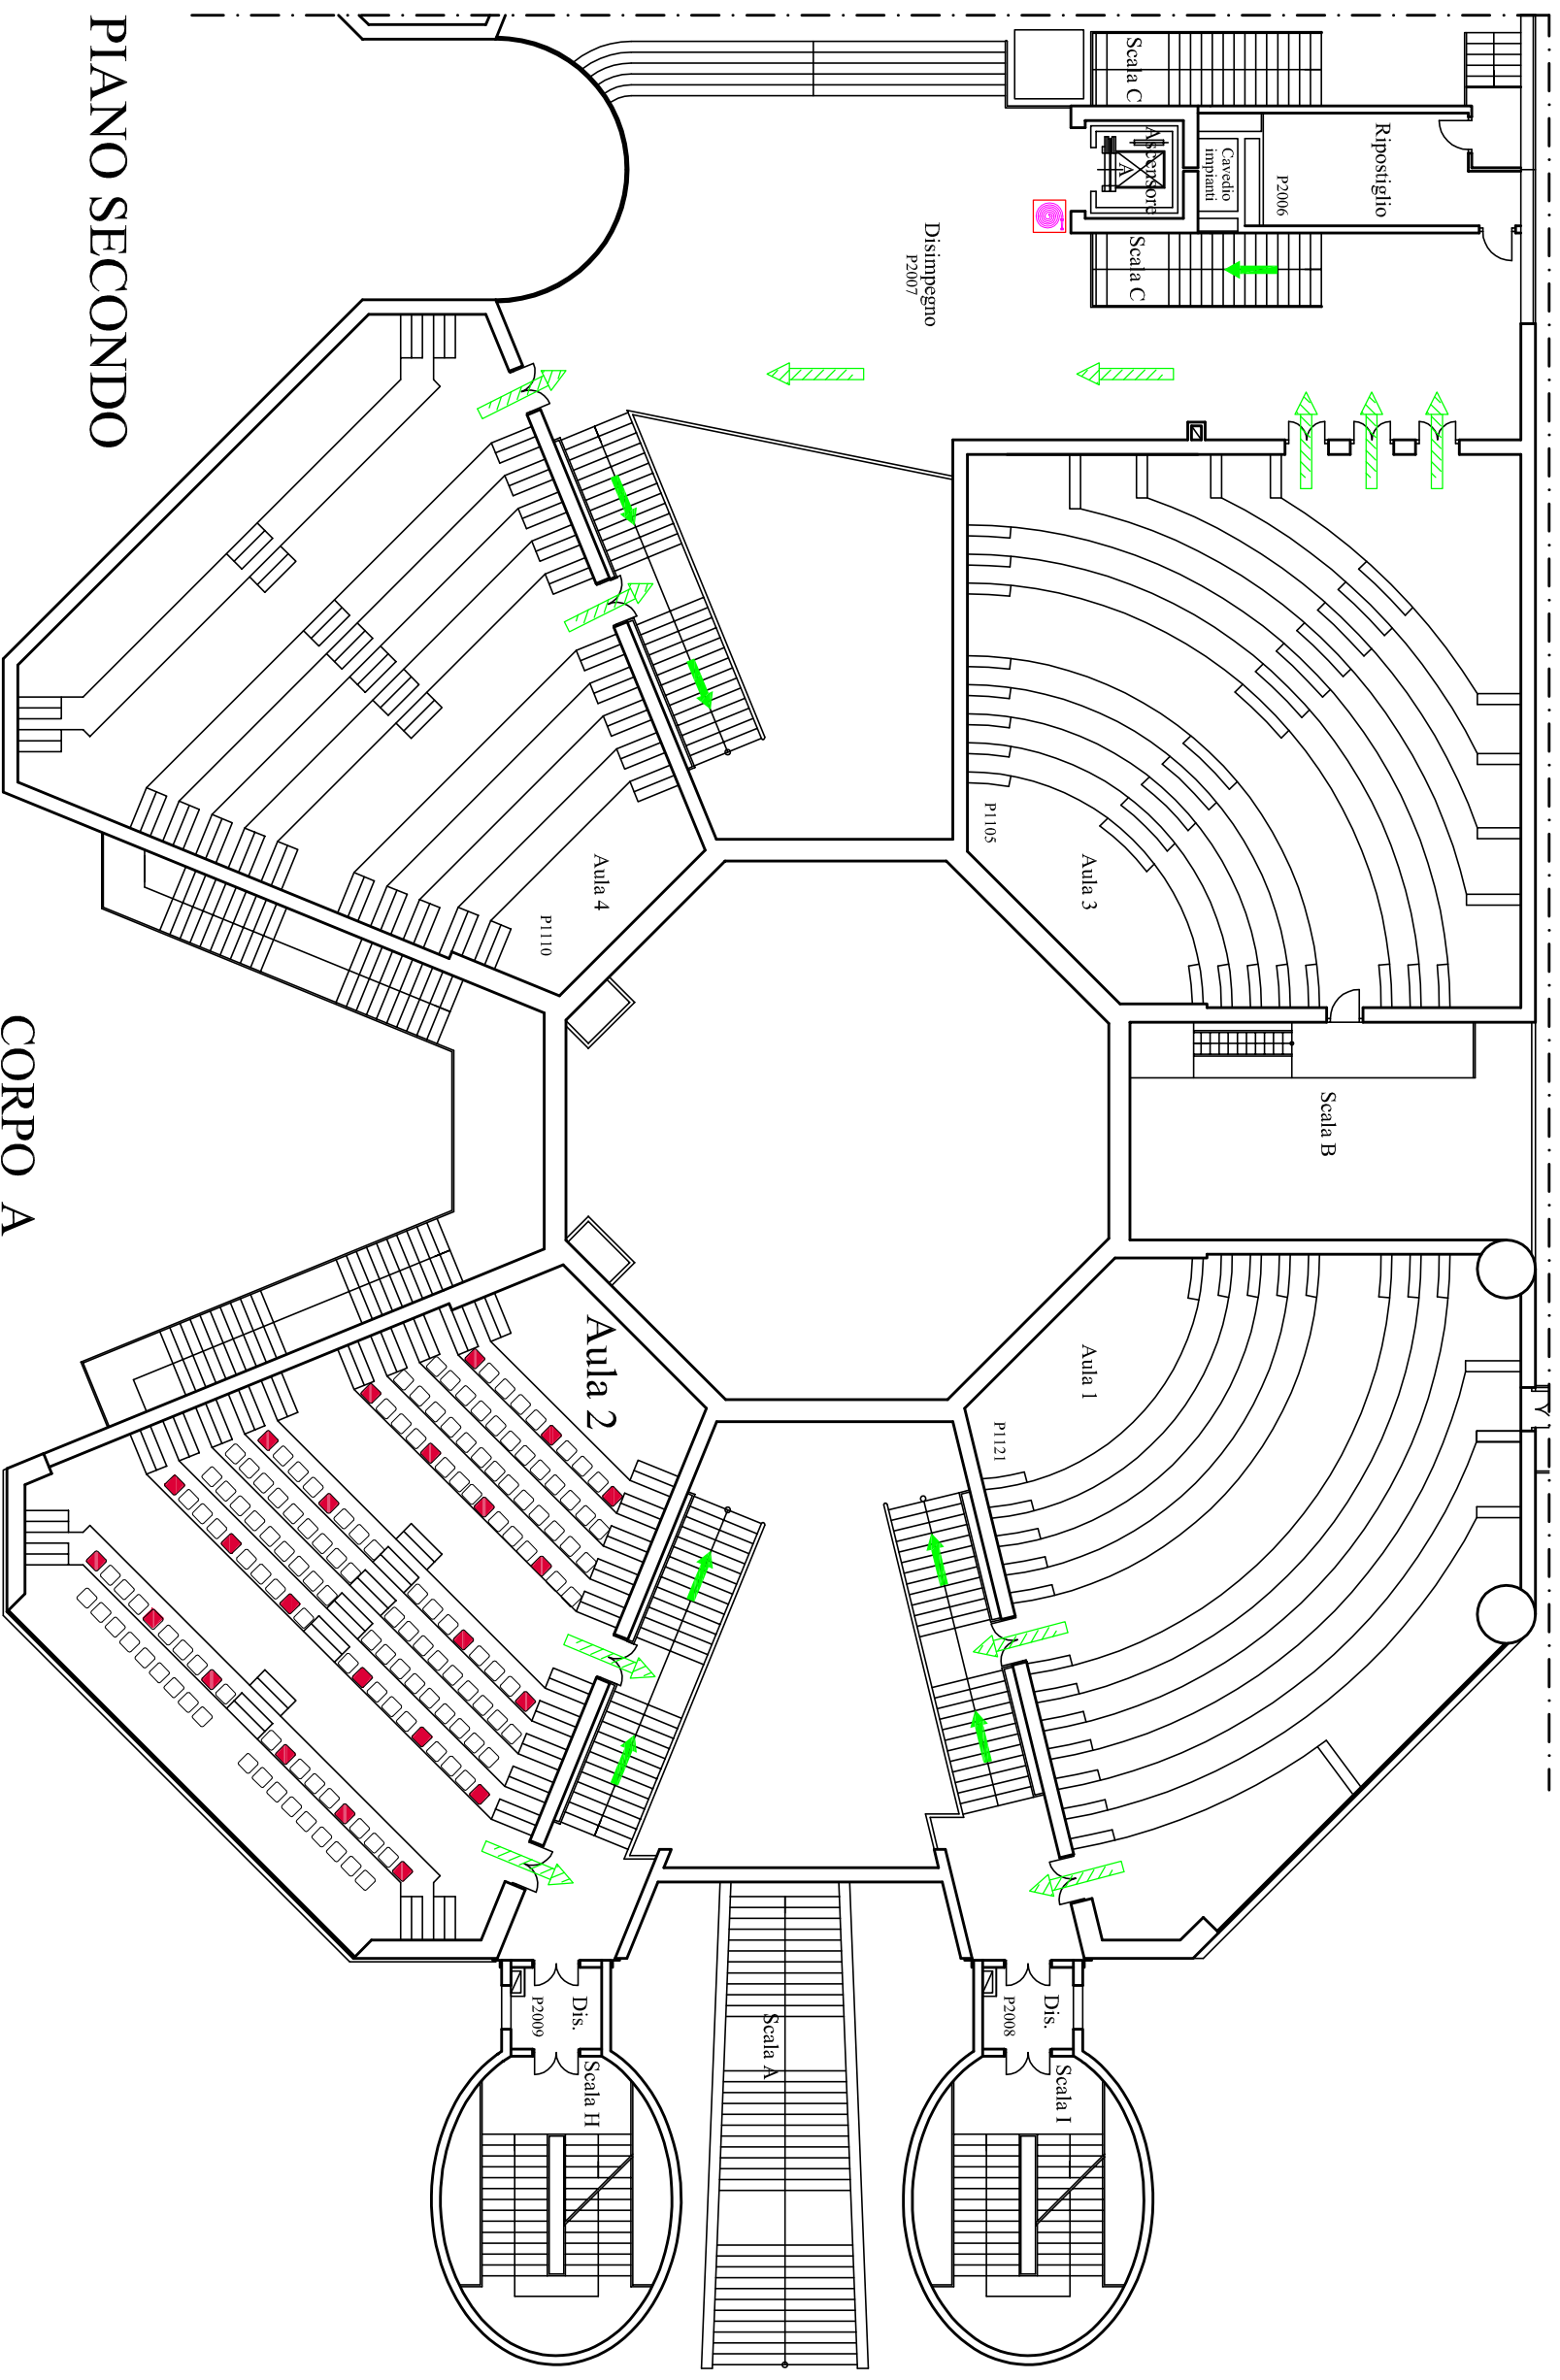 PIANO SECONDO
CORPO A
Scala C
Ascensore
A
Cavedio
impianti
P2006
Ripostiglio
Scala C
Disimpegno
P2007
Aula 3
P1105
Aula 4
P1110
Scala B
Aula 1
P1121
Aula 2
Dis.
P2009
Scala H
Scala A
Dis.
P2008
Scala I